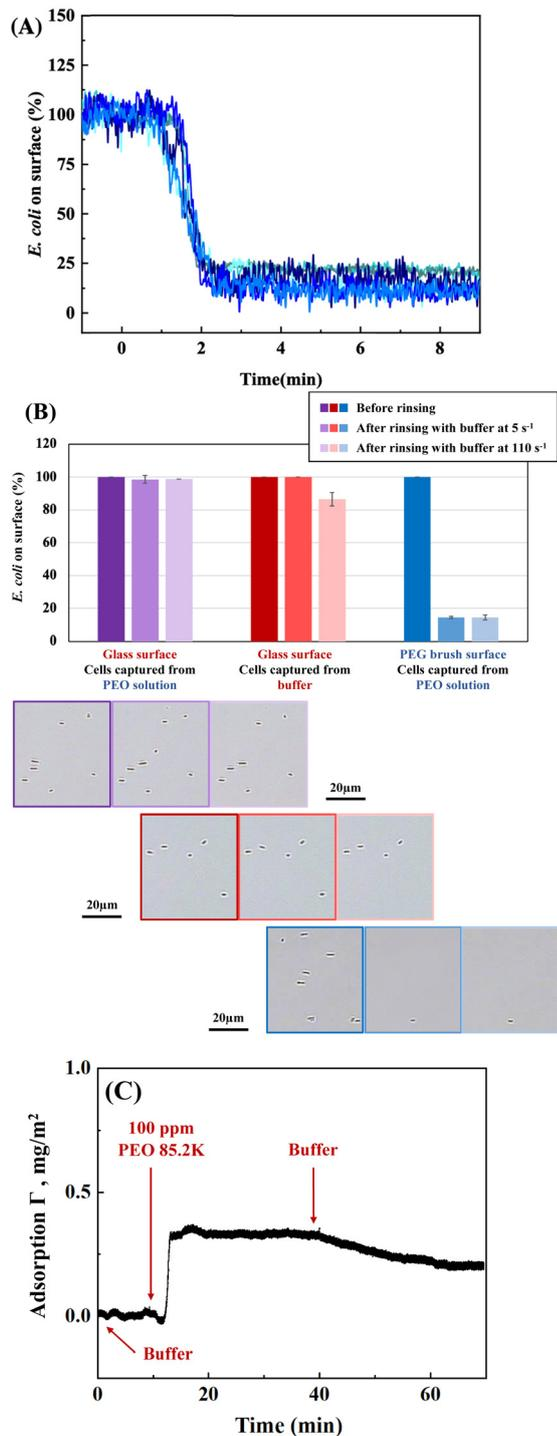 (A)
150
125
100
75
50
25
0
E. coli on surface (%)
0 2 4 6 8
Time(min)
(B)
Before rinsing
After rinsing with buffer at 5 s⁻¹
After rinsing with buffer at 110 s⁻¹
120
100
80
60
40
20
0
E. coli on surface (%)
Glass surface
Cells captured from
PEO solution
Glass surface
Cells captured from
buffer
PEG brush surface
Cells captured from
PEO solution
20μm
20μm
20μm
(C)
1.0
0.5
0.0
Adsorption Γ , mg/m²
100 ppm
PEO 85.2K
Buffer
Buffer
0 20 40 60
Time (min)